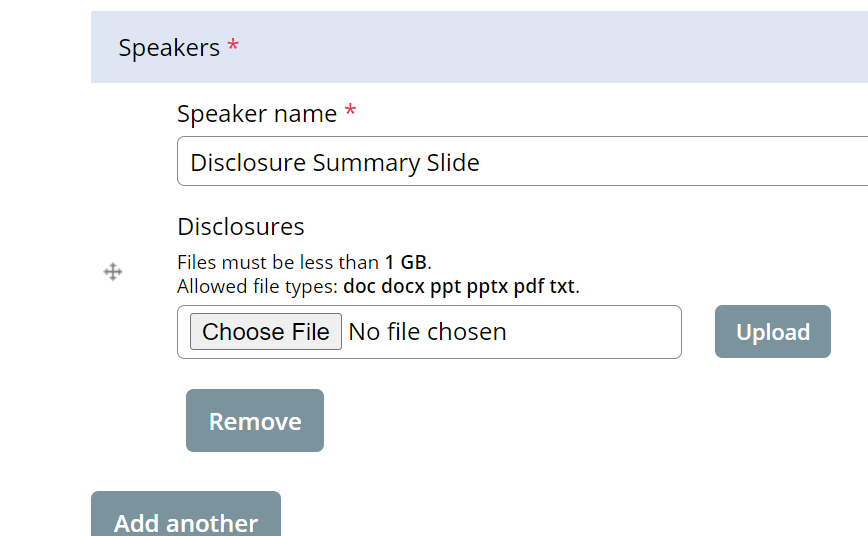 Speakers *
Speaker name *
Disclosure Summary Slide
Disclosures
Files must be less than 1 GB.
Allowed file types: doc docx ppt pptx pdf txt.
Choose File No file chosen
Upload
Remove
Add another